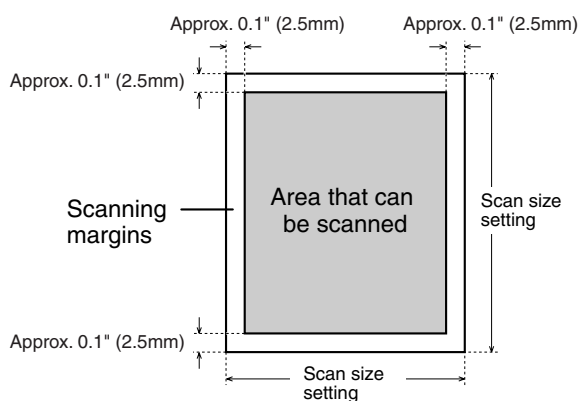 Approx. 0.1" (2.5mm)
Approx. 0.1" (2.5mm)
Approx. 0.1" (2.5mm)
Area that can
be scanned
Scanning
margins
Scan size
setting
Approx. 0.1" (2.5mm)
Scan size
setting